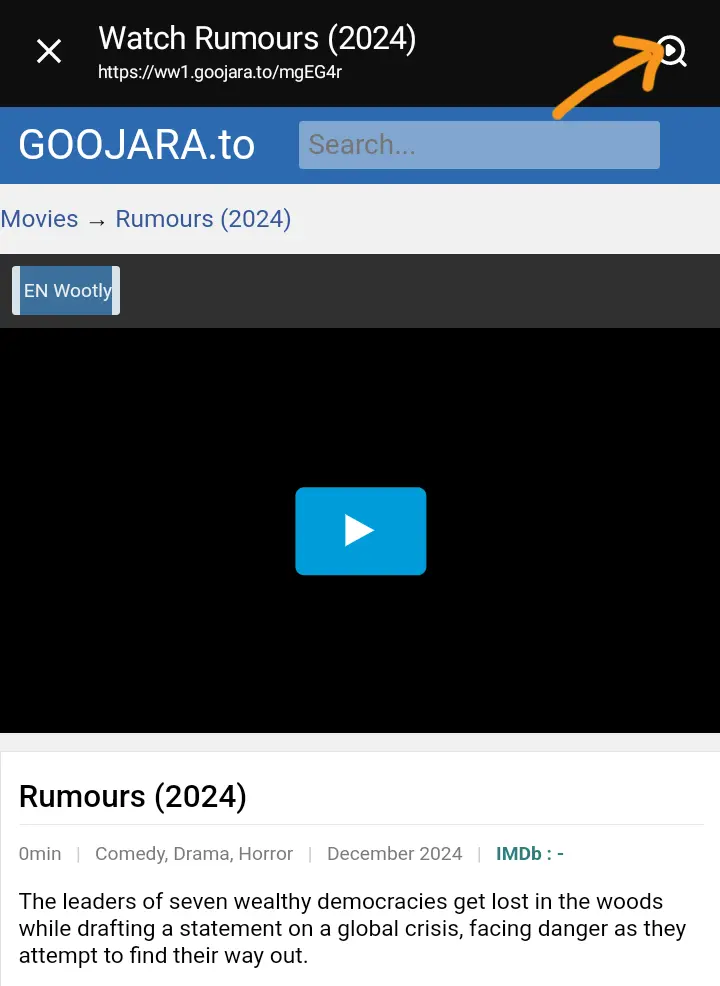 Watch Rumours (2024)
https://ww1.goojara.to/mgEG4r
GOOJARA.to
Search...
Movies → Rumours (2024)
EN Wootly
Rumours (2024)
0min | Comedy, Drama, Horror | December 2024 | IMDb : -
The leaders of seven wealthy democracies get lost in the woods
while drafting a statement on a global crisis, facing danger as they
attempt to find their way out.